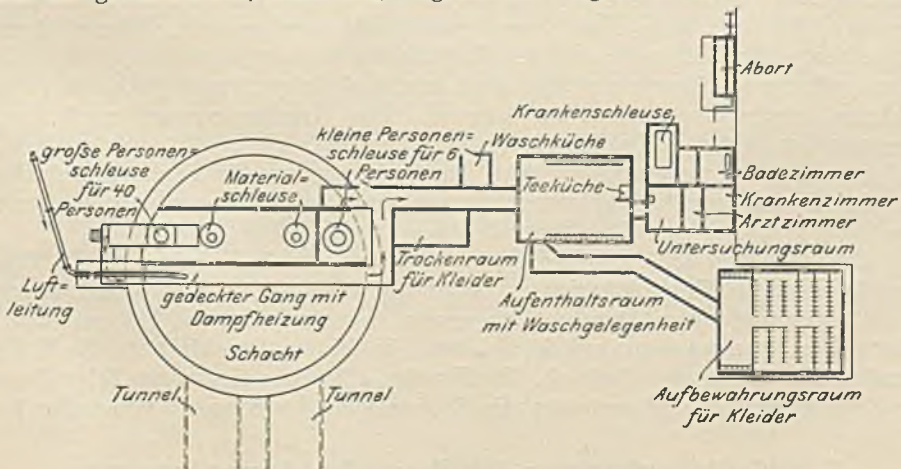 Abort
Krankenschleuse
große Personen=
schleuse
für 40
Personen
kleine Personen=
schleuse für 6
Personen
Waschküche
Material=
schleuse
Teeküche
Badezimmer
Krankenzimmer
Arztzimmer
Untersuchungsraum
Trockenraum
für Kleider
Luft=
leitung
gedeckter Gang mit
Dampfheizung
Schacht
Aufenthaltsraum
mit Waschgelegenheit
Tunnel
Tunnel
Aufbewahrungsraum
für Kleider